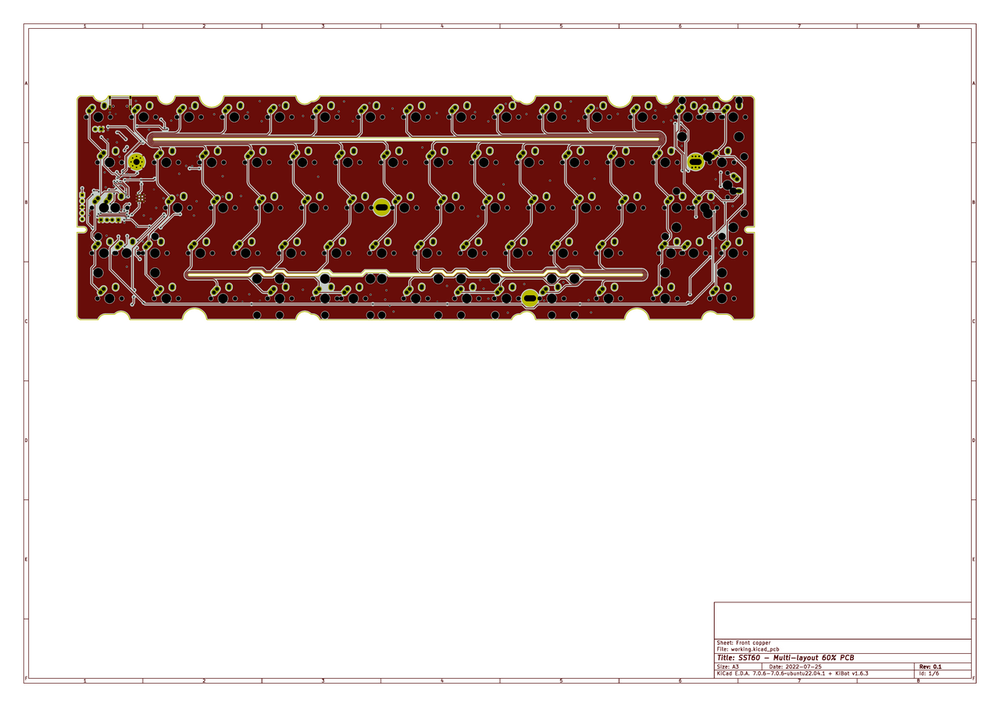 1 2 3 4 5 6 7 8
A A
B B
C C
D D
E E
F F
Sheet: Front copper
File: working.kicad_pcb
Title: SST60 - Multi-layout 60% PCB
Size: A3 Date: 2022-07-25 Rev: 0.1
KiCad E.D.A. 7.0.6-7.0.6~ubuntu22.04.1 + KiBot v1.6.3 Id: 1/6
1 2 3 4 5 6 7 8